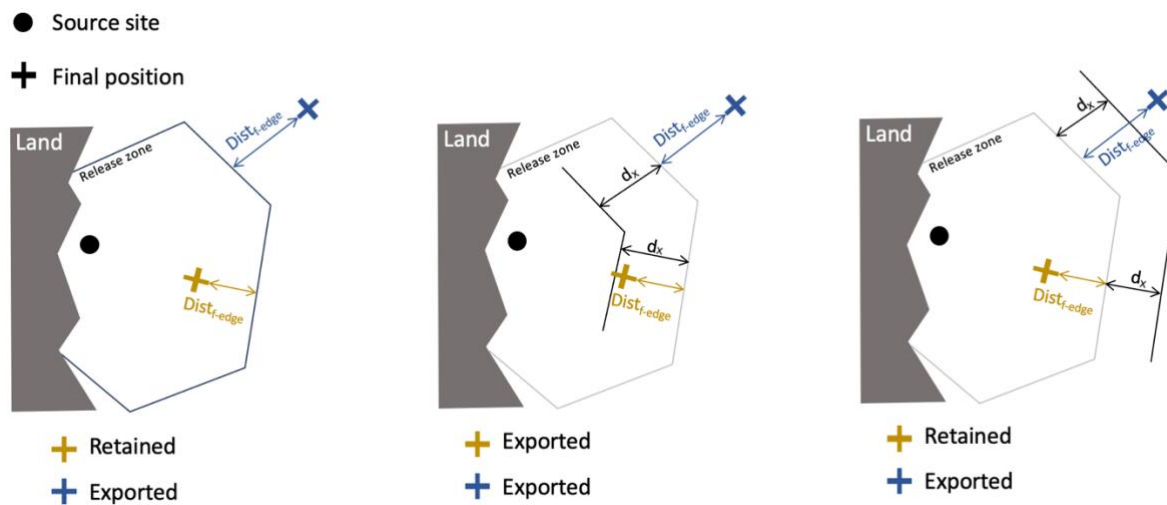 Source site
Final position
Land
Release zone
Dist_f-edge
Dist_f-edge
Retained
Exported
Land
Release zone
Dist_f-edge
d_x
d_x
Dist_f-edge
Exported
Exported
Land
Release zone
d_x
Dist_f-edge
Dist_f-edge
d_x
Retained
Exported